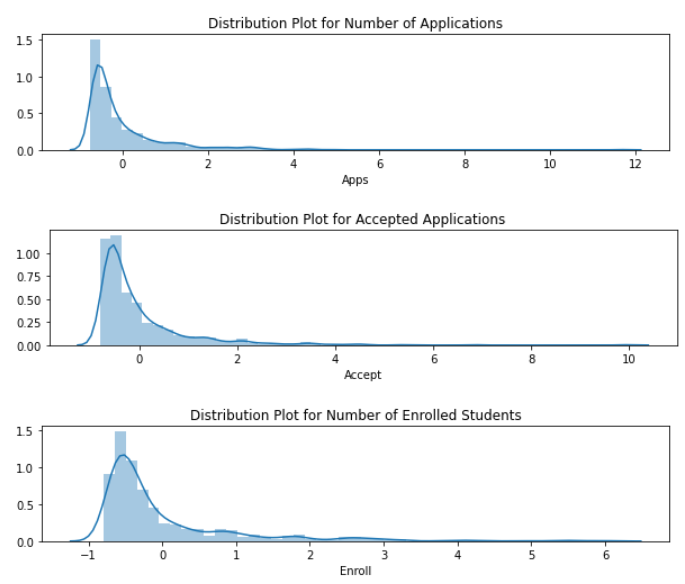 Distribution Plot for Number of Applications
1.5
1.0
0.5
0.0
0 2 4 6 8 10 12
Apps
Distribution Plot for Accepted Applications
1.00
0.75
0.50
0.25
0.00
0 2 4 6 8 10
Accept
Distribution Plot for Number of Enrolled Students
1.5
1.0
0.5
0.0
−1 0 1 2 3 4 5 6
Enroll